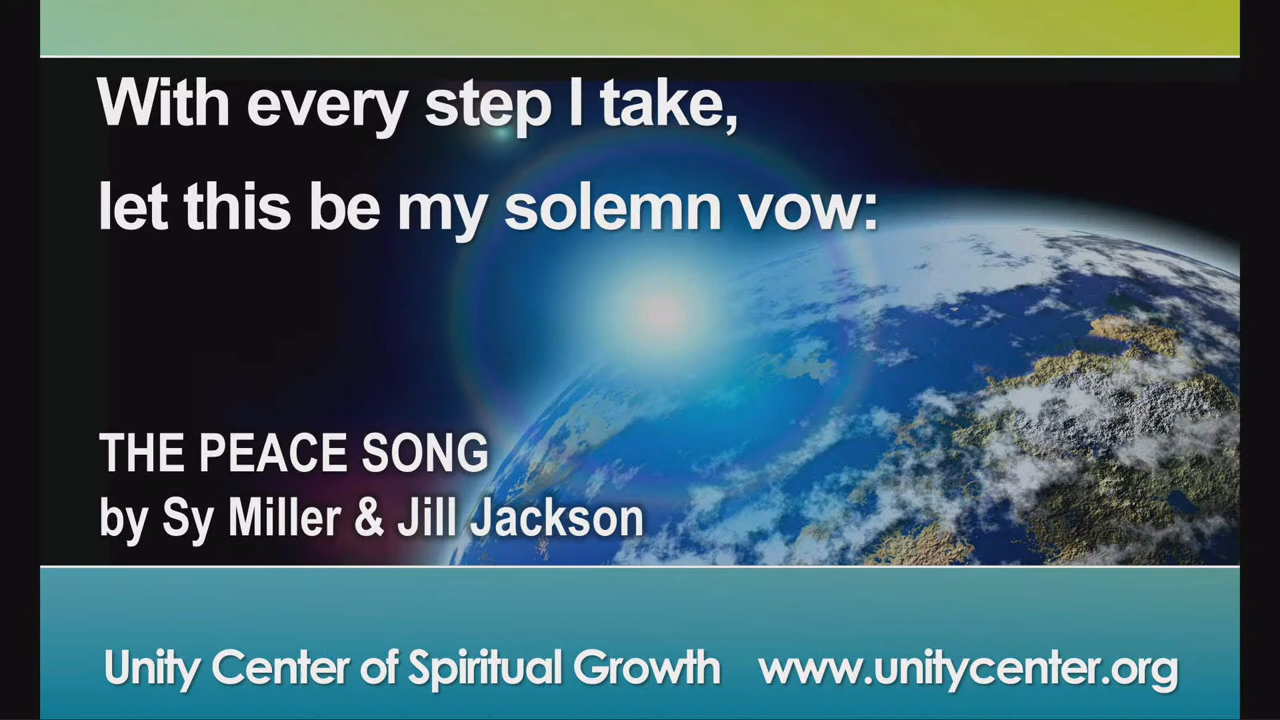 With every step I take,
let this be my solemn vow:
THE PEACE SONG
by Sy Miller & Jill Jackson
Unity Center of Spiritual Growth www.unitycenter.org